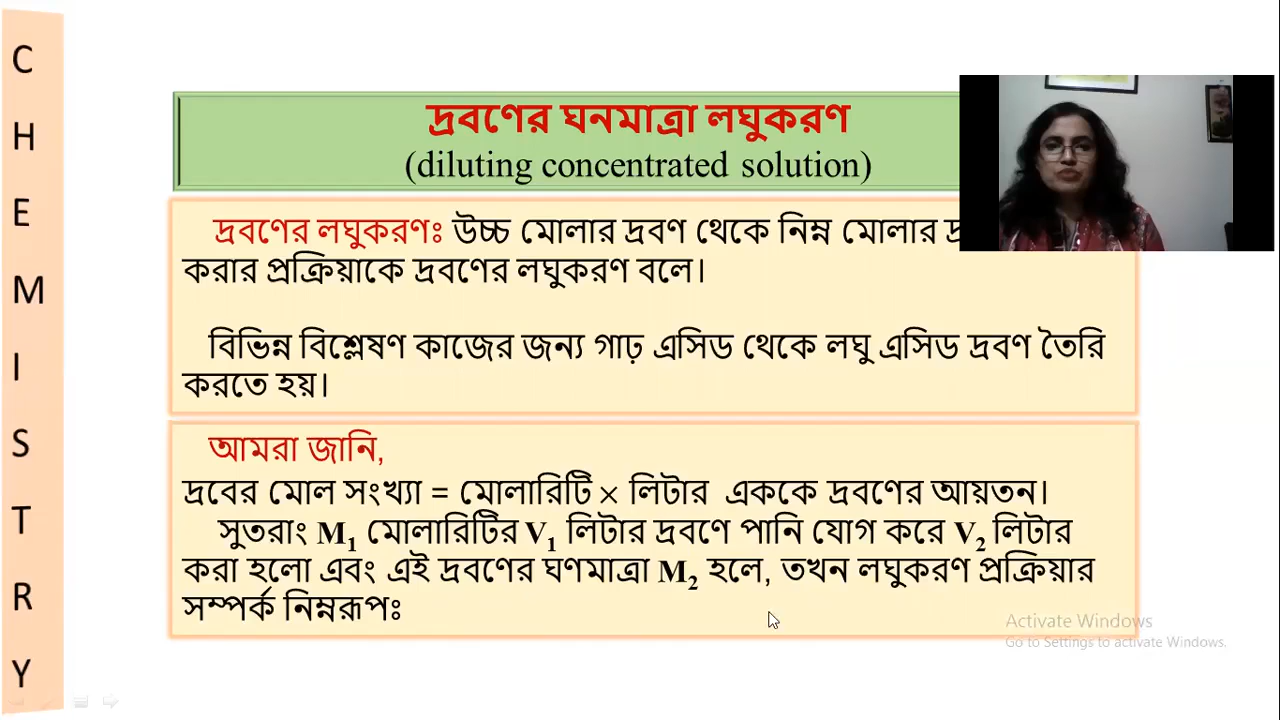 C
H
E
M
I
S
T
R
Y
দ্রবণের ঘনমাত্রা লঘুকরণ
(diluting concentrated solution)
দ্রবণের লঘুকরণঃ উচ্চ মোলার দ্রবণ থেকে নিম্ন মোলার
করার প্রক্রিয়াকে দ্রবণের লঘুকরণ বলে।
বিভিন্ন বিশ্লেষণ কাজের জন্য গাঢ় এসিড থেকে লঘু এসিড দ্রবণ তৈরি
করতে হয়।
আমরা জানি,
দ্রবের মোল সংখ্যা = মোলারিটি × লিটার এককে দ্রবণের আয়তন।
সুতরাং M₁ মোলারিটির V₁ লিটার দ্রবণে পানি যোগ করে V₂ লিটার
করা হলো এবং এই দ্রবণের ঘণমাত্রা M₂ হলে, তখন লঘুকরণ প্রক্রিয়ার
সম্পর্ক নিম্নরূপঃ
Activate Windows
Go to Settings to activate Windows.